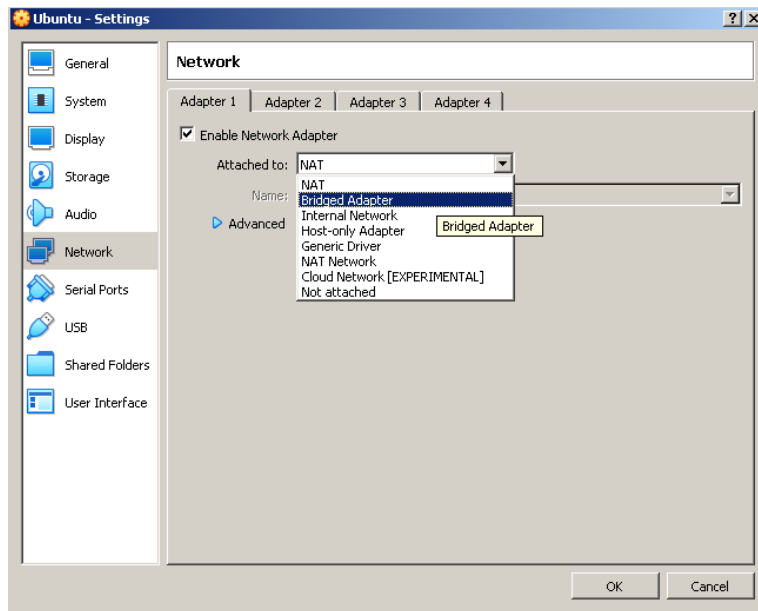 Ubuntu - Settings
General
System
Display
Storage
Audio
Network
Serial Ports
USB
Shared Folders
User Interface
Network
Adapter 1 Adapter 2 Adapter 3 Adapter 4
Enable Network Adapter
Attached to: NAT
NAT
Name: Bridged Adapter
Internal Network
Advanced Host-only Adapter Bridged Adapter
Generic Driver
NAT Network
Cloud Network [EXPERIMENTAL]
Not attached
OK Cancel